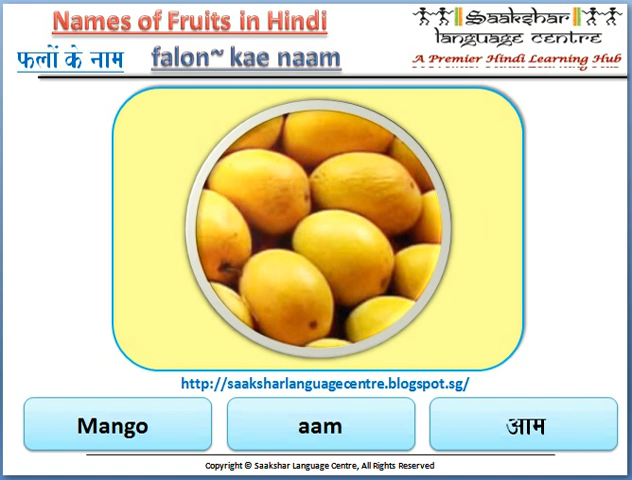 Names of Fruits in Hindi
फलों के नाम falon~ kae naam
Saakshar
language centre
A Premier Hindi Learning Hub
http://saaksharlanguagecentre.blogspot.sg/
Mango aam आम
Copyright © Saakshar Language Centre, All Rights Reserved